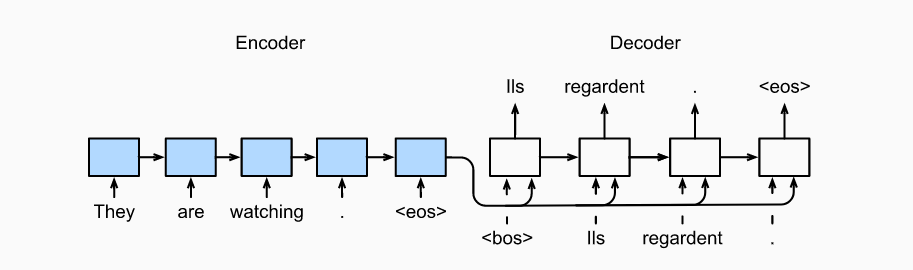 Encoder Decoder
Ils regardent . <eos>
They are watching . <eos>
<bos> Ils regardent .